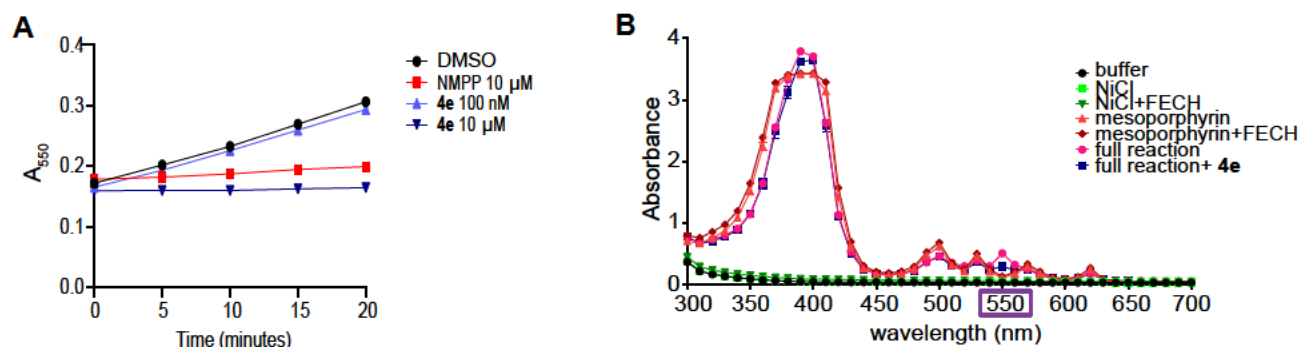 A
A550
0.4
0.3
0.2
0.1
0.0
0 5 10 15 20
Time (minutes)
DMSO
NMPP 10 µM
4e 100 nM
4e 10 µM
B
Absorbance
4
3
2
1
0
300 350 400 450 500 550 600 650 700
wavelength (nm)
buffer
NiCl
NiCl+FECH
mesoporphyrin
mesoporphyrin+FECH
full reaction
full reaction+ 4e